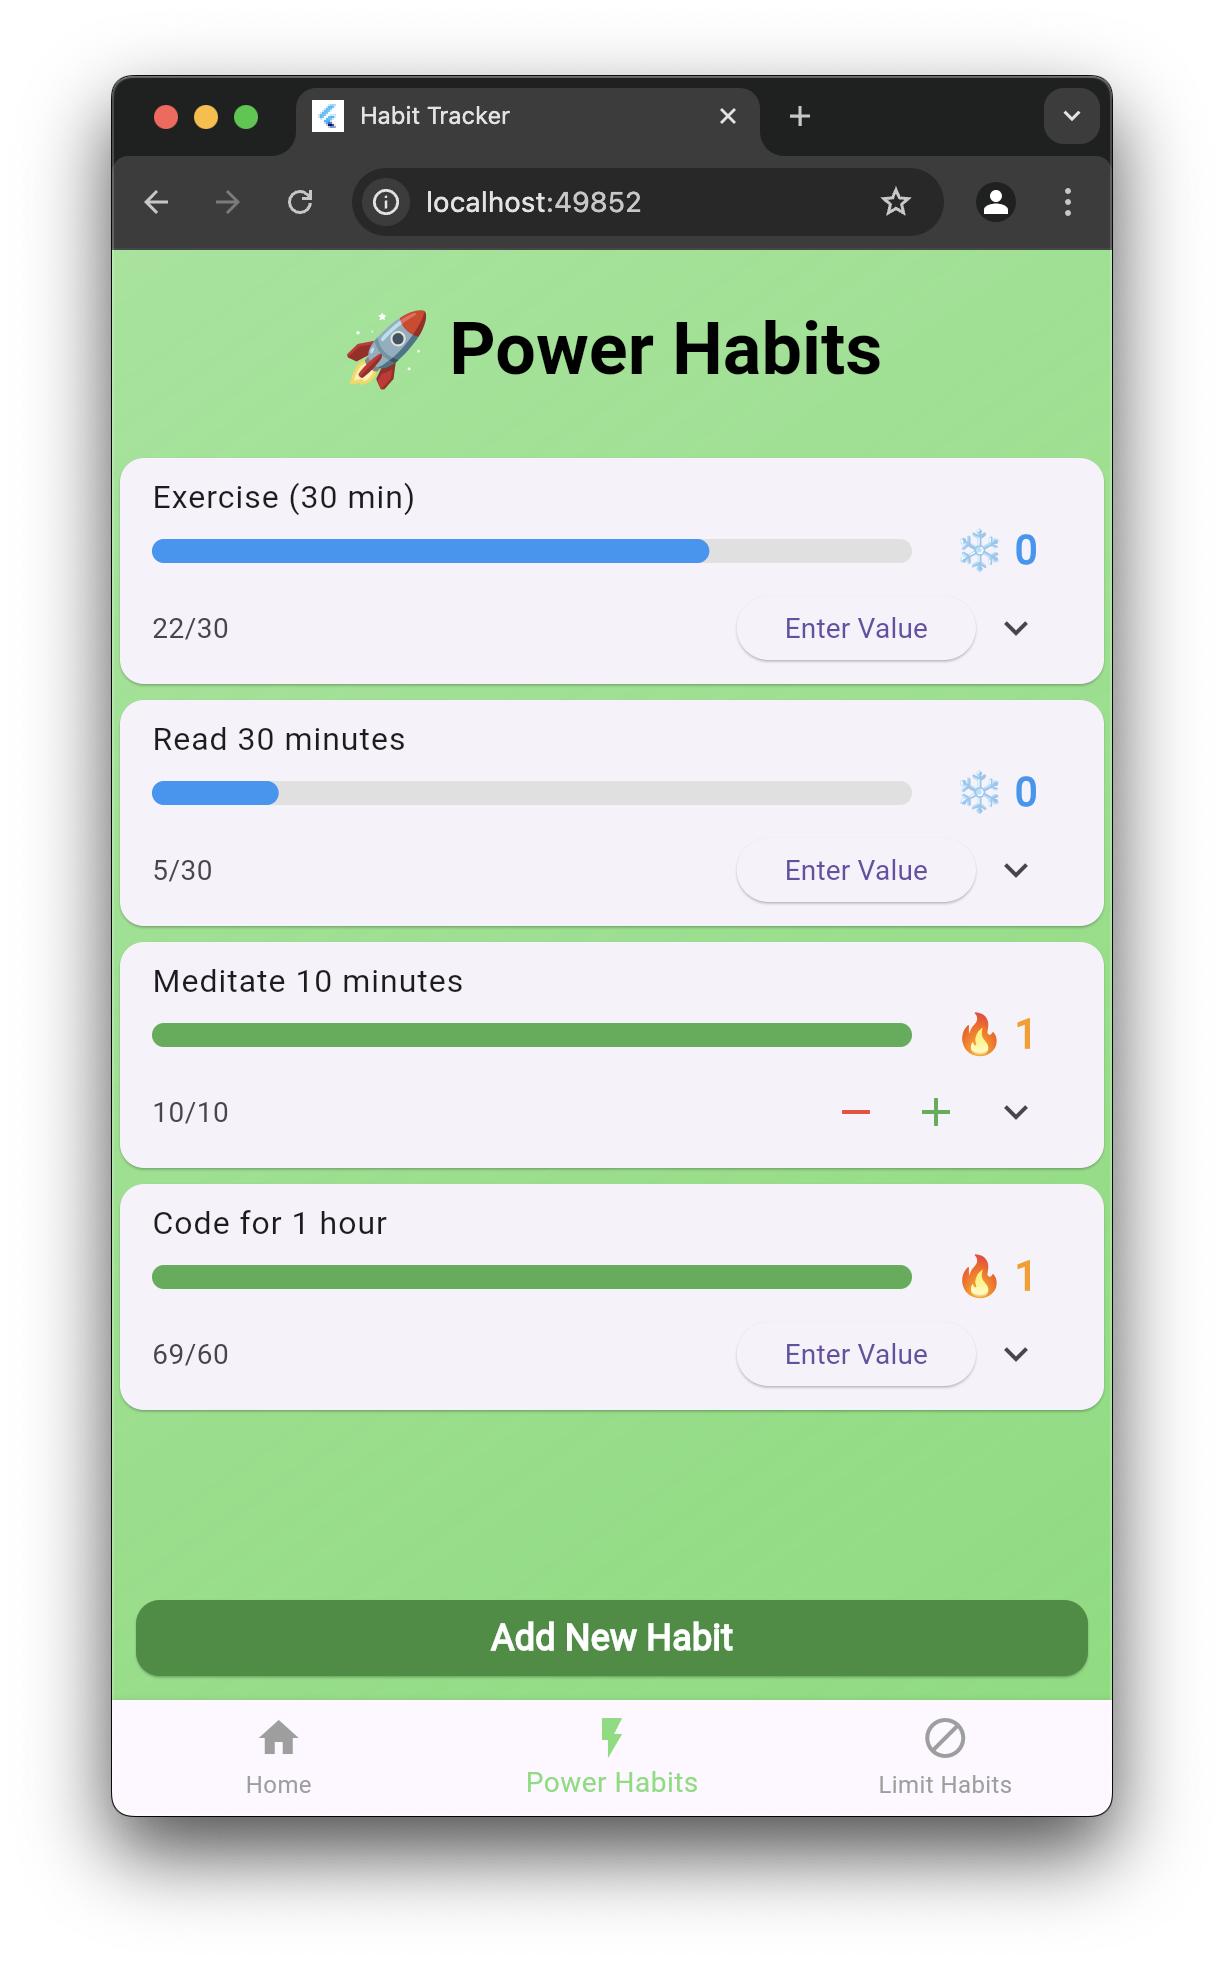 Habit Tracker
localhost:49852
🚀 Power Habits
Exercise (30 min)
❄️ 0
22/30
Enter Value
Read 30 minutes
❄️ 0
5/30
Enter Value
Meditate 10 minutes
🔥 1
10/10
Code for 1 hour
🔥 1
69/60
Enter Value
Add New Habit
Home
Power Habits
Limit Habits